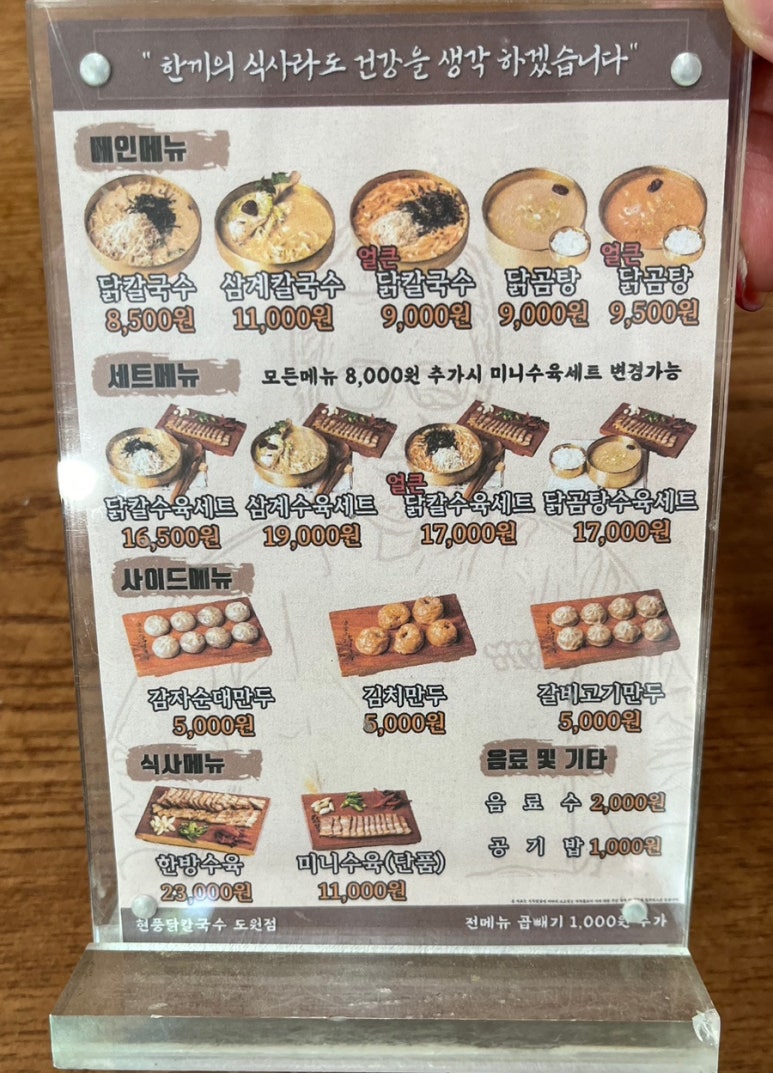 "한끼의 식사라도 건강을 생각 하겠습니다"
메인메뉴
닭칼국수
8,500원
삼계칼국수
11,000원
얼큰
닭칼국수
9,000원
닭곰탕
9,000원
얼큰
닭곰탕
9,500원
세트메뉴
모든메뉴 8,000원 추가시 미니수육세트 변경가능
닭칼수육세트
16,500원
삼계수육세트
19,000원
얼큰
닭칼수육세트
17,000원
닭곰탕수육세트
17,000원
사이드메뉴
감자순대만두
5,000원
김치만두
5,000원
갈비고기만두
5,000원
식사메뉴
한방수육
23,000원
미니수육(단품)
11,000원
음료 및 기타
음 료 수 2,000원
공 기 밥 1,000원
현풍닭칼국수 도원점
전메뉴 곱빼기 1,000원 추가